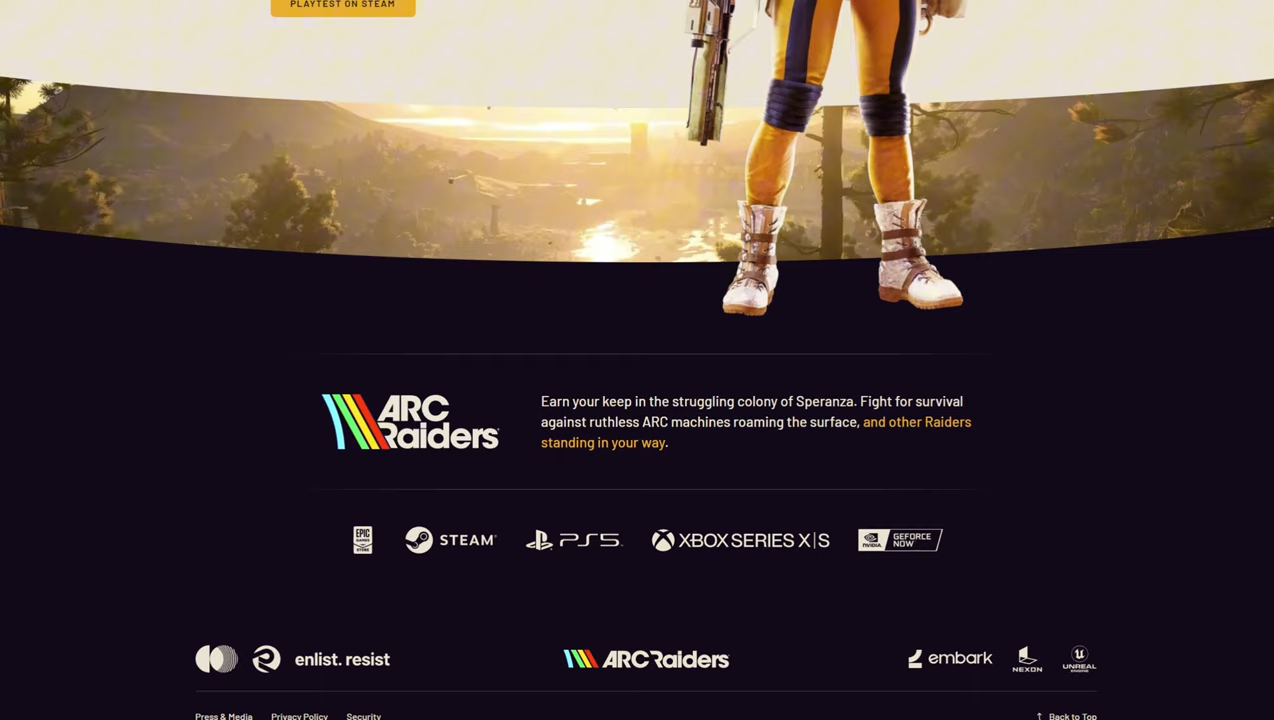 PLAYTEST ON STEAM
ARC
Raiders
Earn your keep in the struggling colony of Speranza. Fight for survival
against ruthless ARC machines roaming the surface, and other Raiders
standing in your way.
EPIC
GAMES
STORE
STEAM
PS5
XBOX SERIES X|S
NVIDIA
GEFORCE
NOW
enlist. resist
ARC Raiders
embark
NEXON
UNREAL
ENGINE
Press & Media Privacy Policy Security
↑ Back to Top